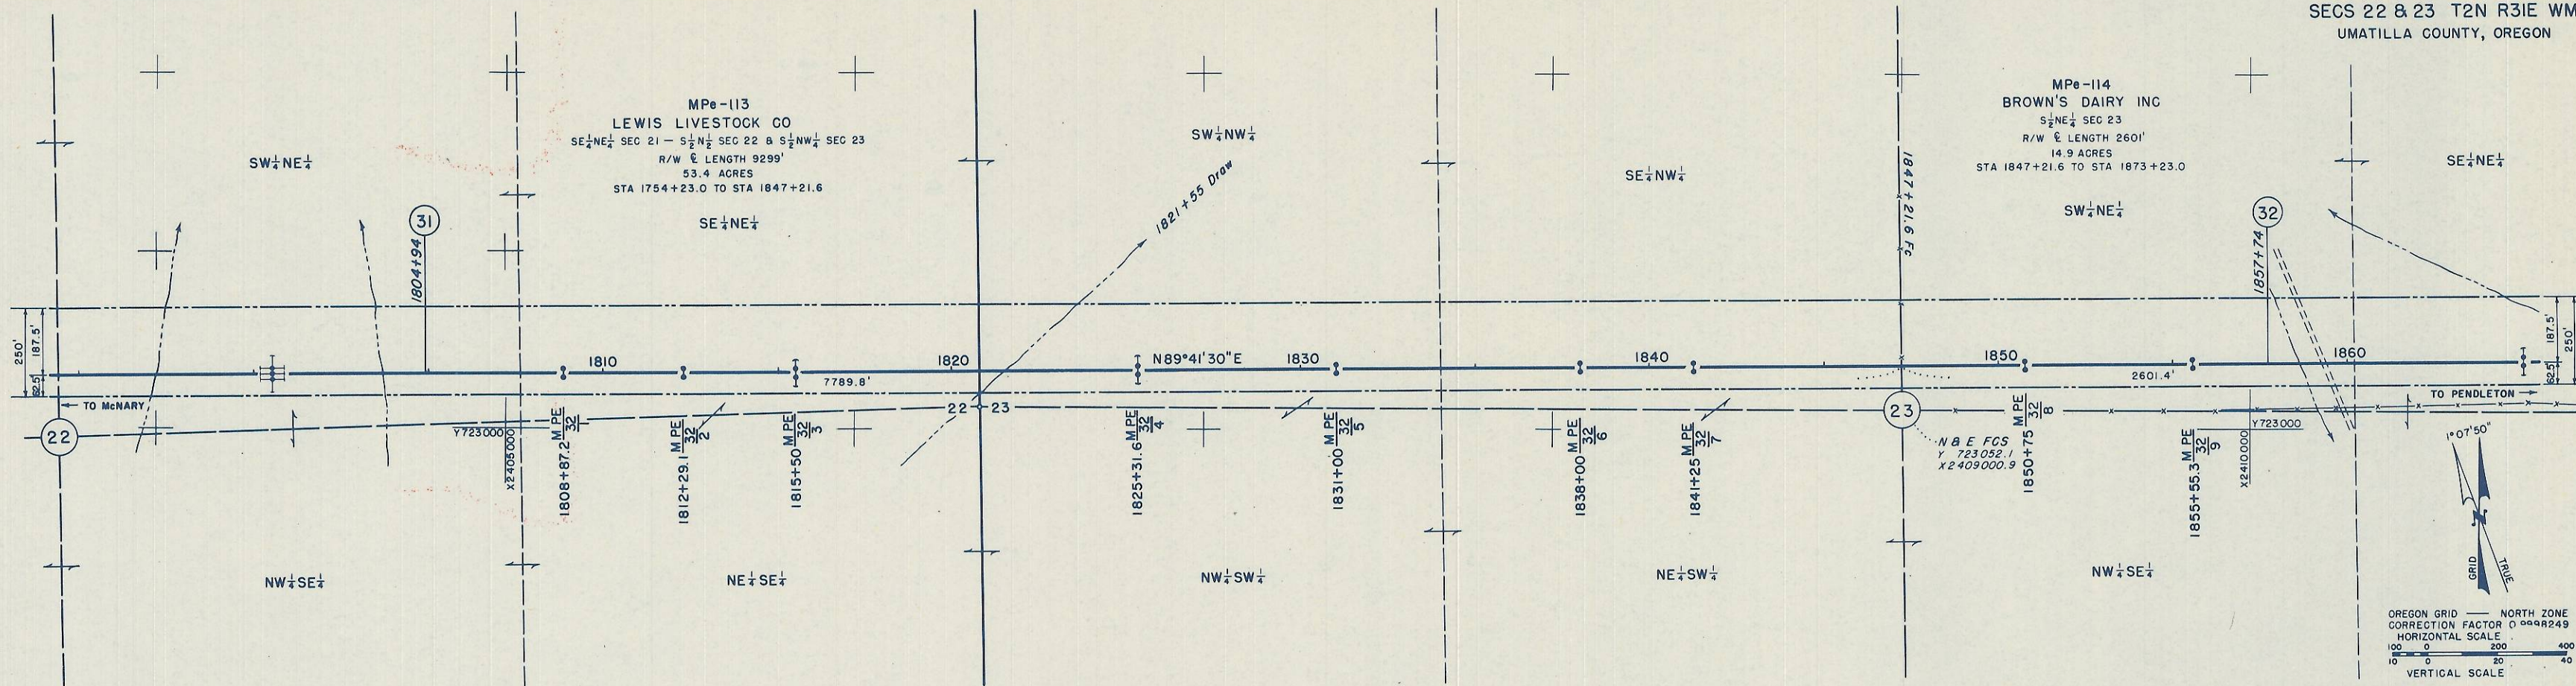 SECS 22 & 23 T2N R31E WM
UMATILLA COUNTY, OREGON
MPe-113
LEWIS LIVESTOCK CO
SE¼NE¼ SEC 21 — S½N½ SEC 22 & S½NW¼ SEC 23
R/W ℄ LENGTH 9299'
53.4 ACRES
STA 1754+23.0 TO STA 1847+21.6
MPe-114
BROWN'S DAIRY INC
S½NE¼ SEC 23
R/W ℄ LENGTH 2601'
14.9 ACRES
STA 1847+21.6 TO STA 1873+23.0
SW¼NE¼
SE¼NE¼
SW¼NW¼
SE¼NW¼
SW¼NE¼
SE¼NE¼
31
1804+94
1821+55 Draw
1847+21.6 Fc
32
1857+74
250'
187.5'
62.5'
1810
7789.8'
1820
N89°41'30"E
1830
1840
1850
2601.4'
1860
187.5'
250'
62.5'
← TO McNARY
TO PENDLETON →
22
22
23
23
Y723000
X2405000
1808+87.2 M PE 32
1
1812+29.1 M PE 32
2
1815+50 M PE 32
3
1825+31.6 M PE 32
4
1831+00 M PE 32
5
1838+00 M PE 32
6
1841+25 M PE 32
7
N & E FCS
Y 723052.1
X2409000.9
1850+75 M PE 32
8
1855+55.3 M PE 32
9
Y723000
X2410000
1°07'50"
GRID
TRUE
NW¼SE¼
NE¼SE¼
NW¼SW¼
NE¼SW¼
NW¼SE¼
OREGON GRID — NORTH ZONE
CORRECTION FACTOR 0.9998249
HORIZONTAL SCALE
100 0 200 400
10 0 20 40
VERTICAL SCALE